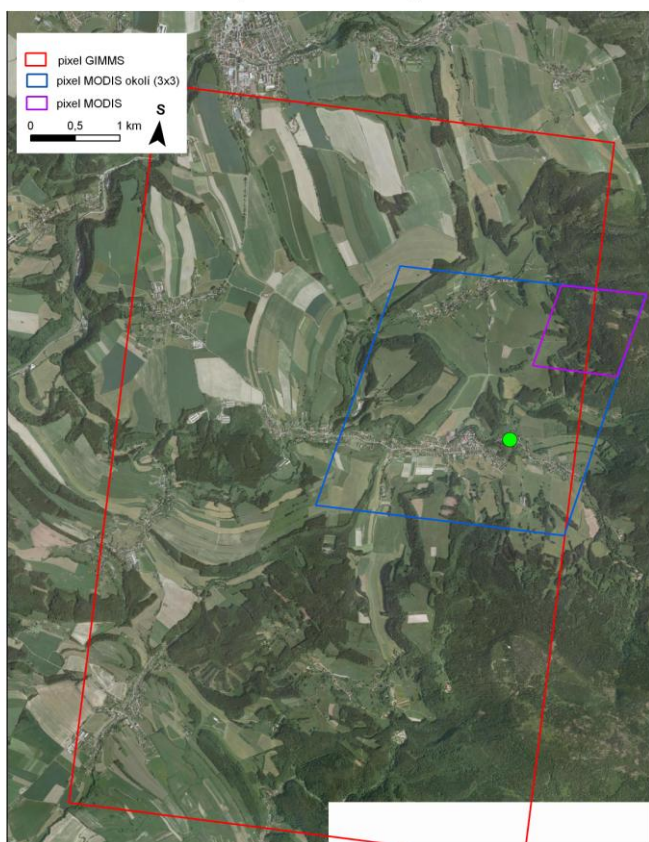 pixel GIMMS
pixel MODIS okolí (3x3)
pixel MODIS
0 0,5 1 km
S